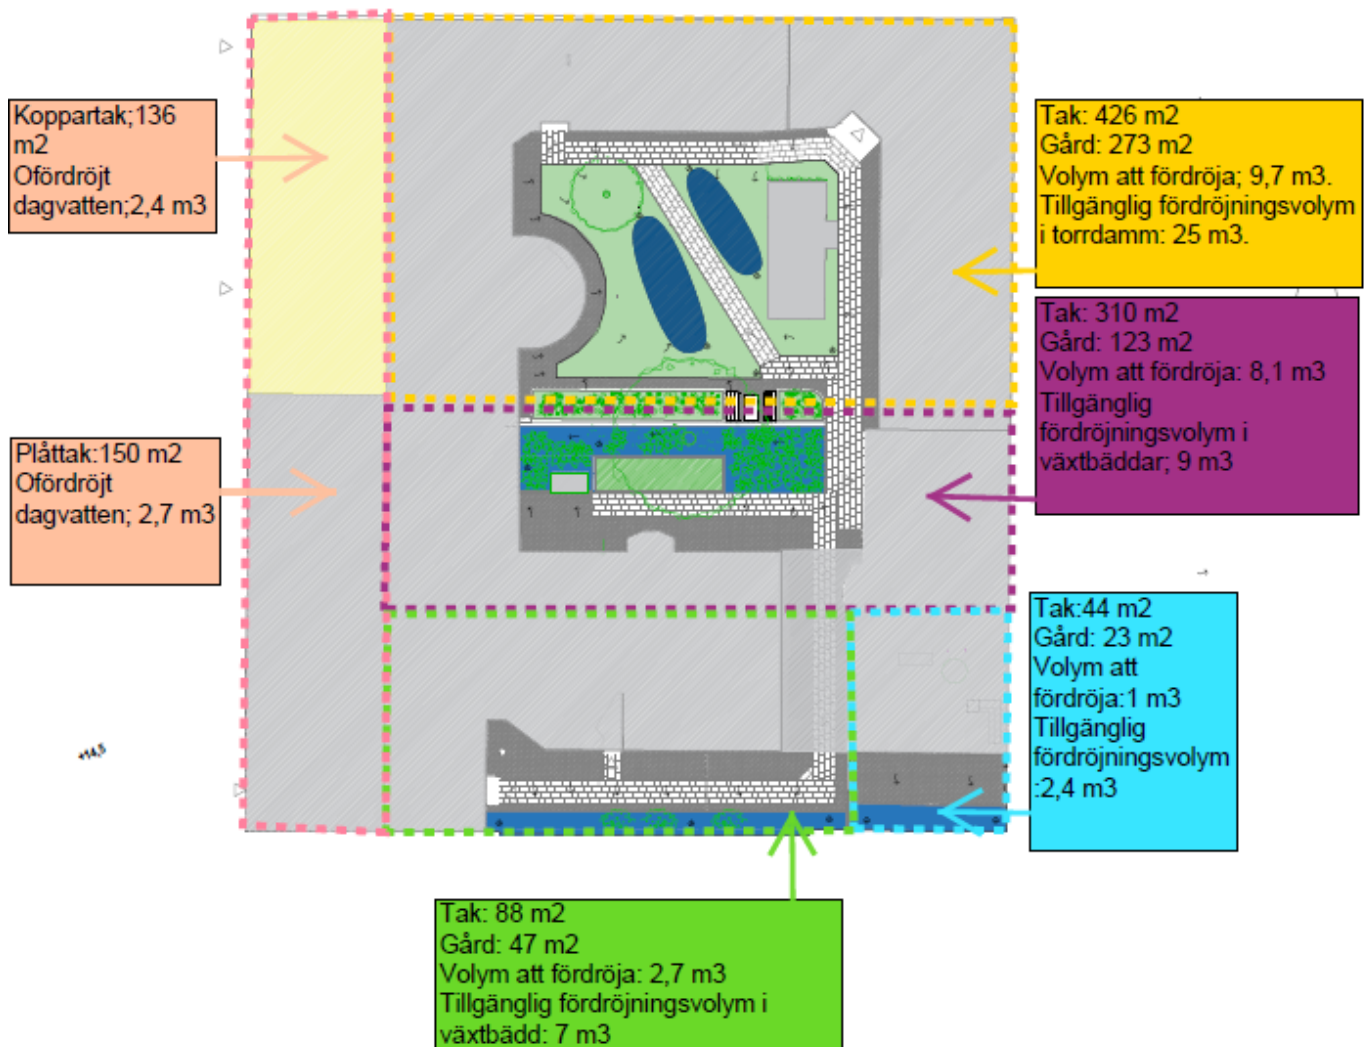 Koppartak;136
m2
Ofördröjt
dagvatten;2,4 m3
Tak: 426 m2
Gård: 273 m2
Volym att fördröja; 9,7 m3.
Tillgänglig fördröjningsvolym
i torrdamm: 25 m3.
Tak: 310 m2
Gård: 123 m2
Volym att fördröja: 8,1 m3
Tillgänglig
fördröjningsvolym i
växtbäddar; 9 m3
Plåttak:150 m2
Ofördröjt
dagvatten; 2,7 m3
Tak:44 m2
Gård: 23 m2
Volym att
fördröja:1 m3
Tillgänglig
fördröjningsvolym
:2,4 m3
+14,5
Tak: 88 m2
Gård: 47 m2
Volym att fördröja: 2,7 m3
Tillgänglig fördröjningsvolym i
växtbädd: 7 m3